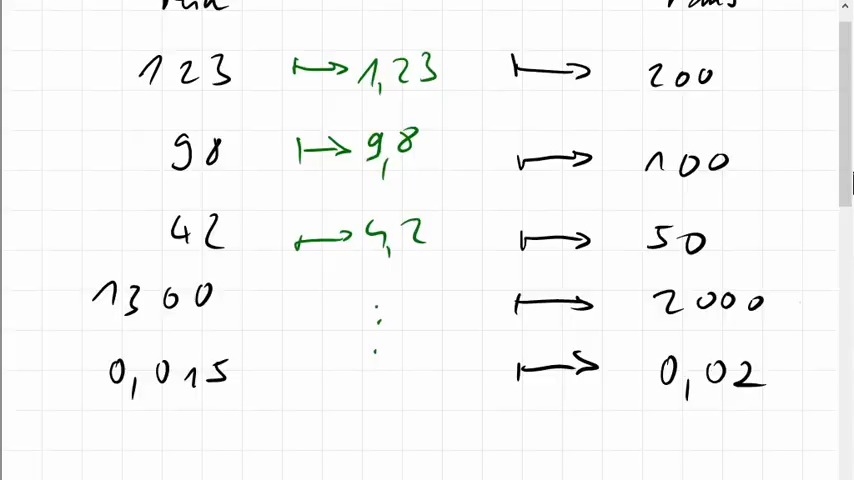 123 ↦ 1,23 ↦ 200
98 ↦ 9,8 ↦ 100
42 ↦ 4,2 ↦ 50
1300 ⋮ ↦ 2000
0,015 ↦ 0,02